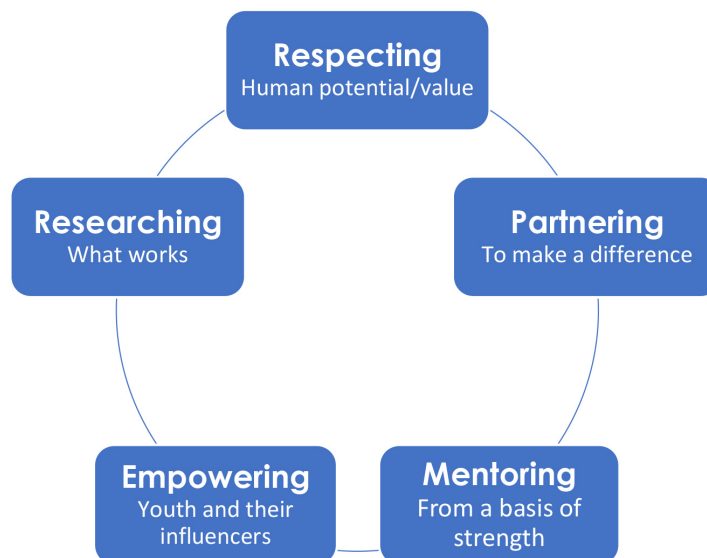 Respecting
Human potential/value
Partnering
To make a difference
Mentoring
From a basis of
strength
Empowering
Youth and their
influencers
Researching
What works